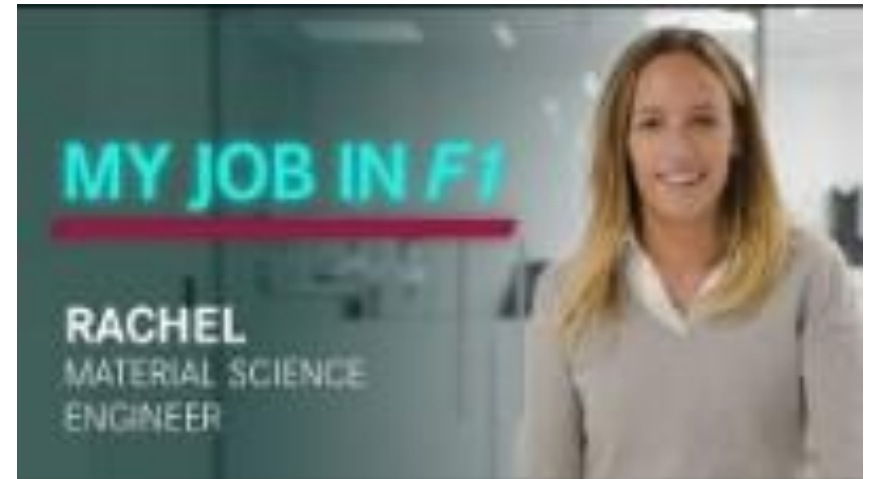 MY JOB IN F1
RACHEL
MATERIAL SCIENCE
ENGINEER